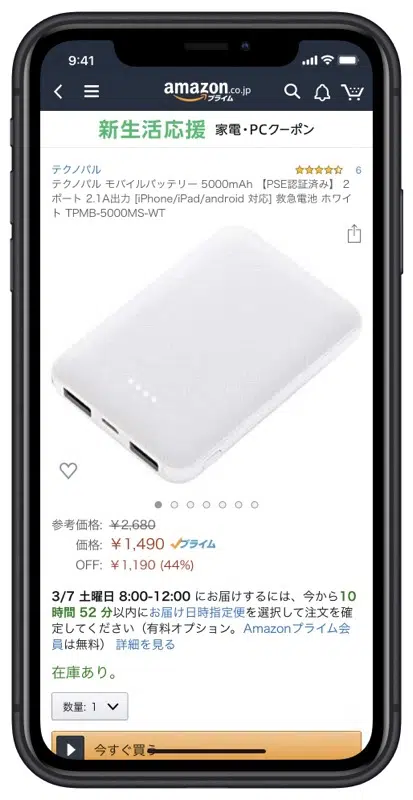 9:41
amazon.co.jp
プライム
新生活応援 家電・PCクーポン
テクノパル 6
テクノパル モバイルバッテリー 5000mAh 【PSE認証済み】 2
ポート 2.1A出力 [iPhone/iPad/android 対応] 救急電池 ホワイ
ト TPMB-5000MS-WT
参考価格: ￥2,680
価格: ￥1,490 プライム
OFF: ￥1,190 (44%)
3/7 土曜日 8:00-12:00 にお届けするには、今から10
時間 52 分以内にお届け日時指定便を選択して注文を確
定してください（有料オプション。Amazonプライム会
員は無料） 詳細を見る
在庫あり。
数量: 1
今すぐ買う